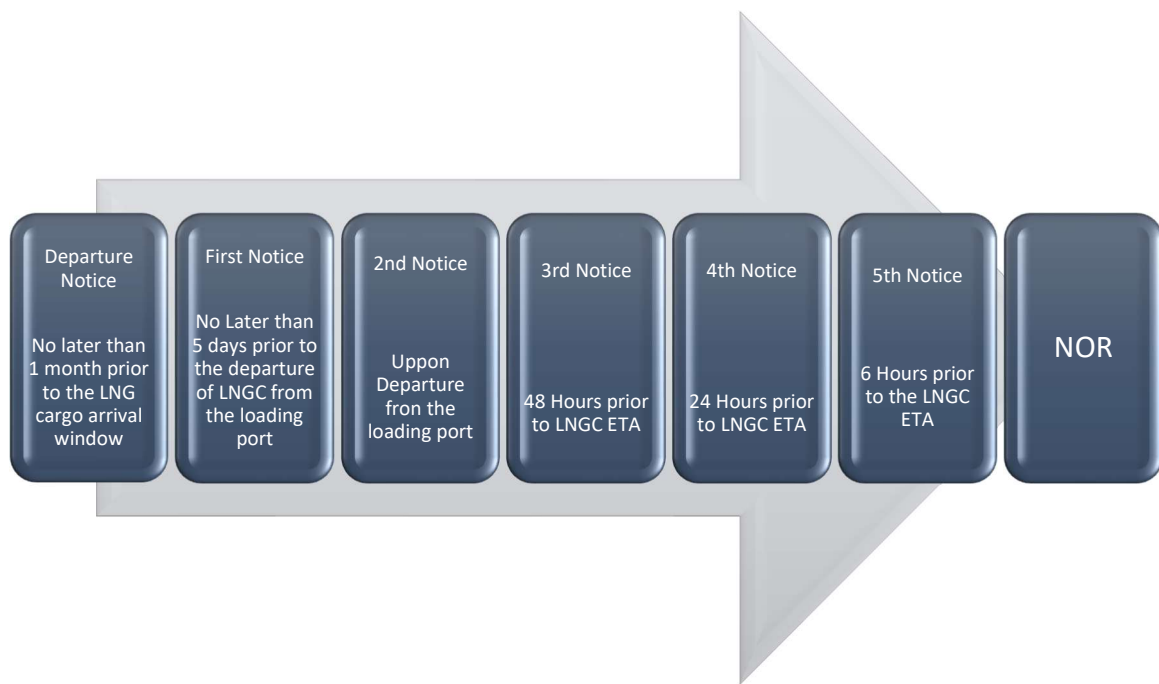 Departure
Notice
No later than
1 month prior
to the LNG
cargo arrival
window
First Notice
No Later than
5 days prior to
the departure
of LNGC from
the loading
port
2nd Notice
Uppon
Departure
fron the
loading port
3rd Notice
48 Hours prior
to LNGC ETA
4th Notice
24 Hours prior
to LNGC ETA
5th Notice
6 Hours prior
to the LNGC
ETA
NOR